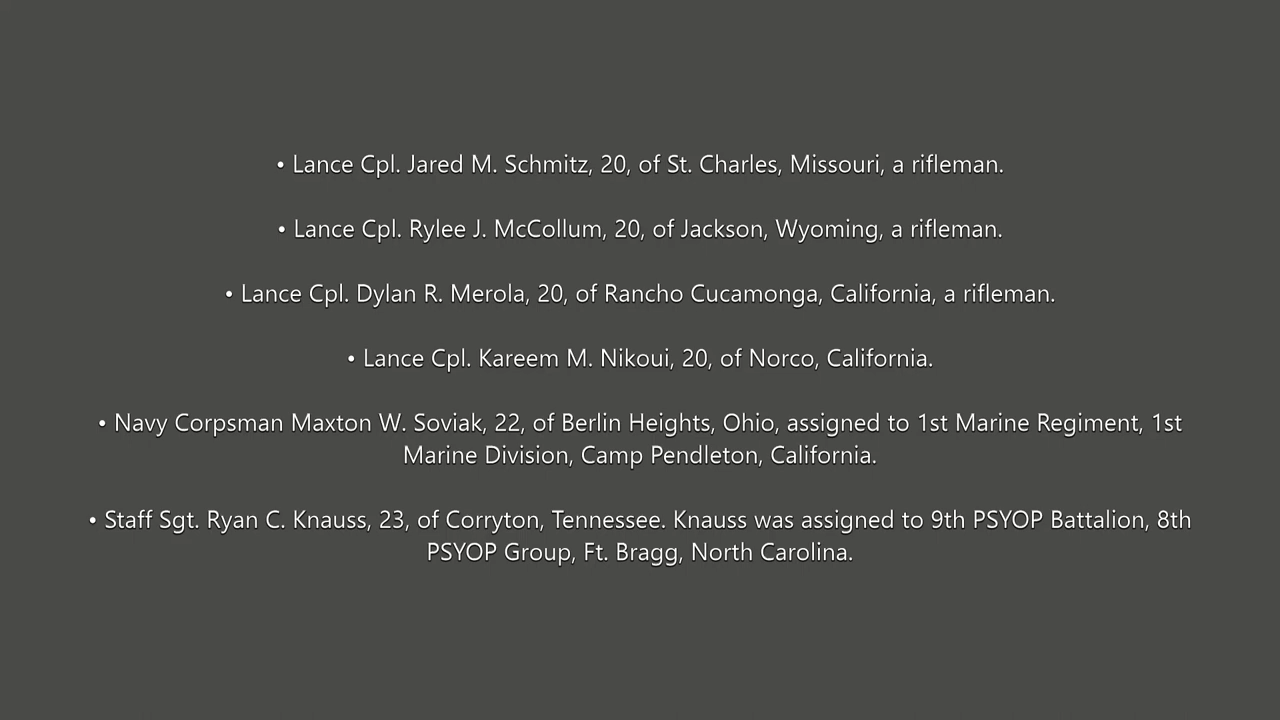 • Lance Cpl. Jared M. Schmitz, 20, of St. Charles, Missouri, a rifleman.
• Lance Cpl. Rylee J. McCollum, 20, of Jackson, Wyoming, a rifleman.
• Lance Cpl. Dylan R. Merola, 20, of Rancho Cucamonga, California, a rifleman.
• Lance Cpl. Kareem M. Nikoui, 20, of Norco, California.
• Navy Corpsman Maxton W. Soviak, 22, of Berlin Heights, Ohio, assigned to 1st Marine Regiment, 1st
Marine Division, Camp Pendleton, California.
• Staff Sgt. Ryan C. Knauss, 23, of Corryton, Tennessee. Knauss was assigned to 9th PSYOP Battalion, 8th
PSYOP Group, Ft. Bragg, North Carolina.